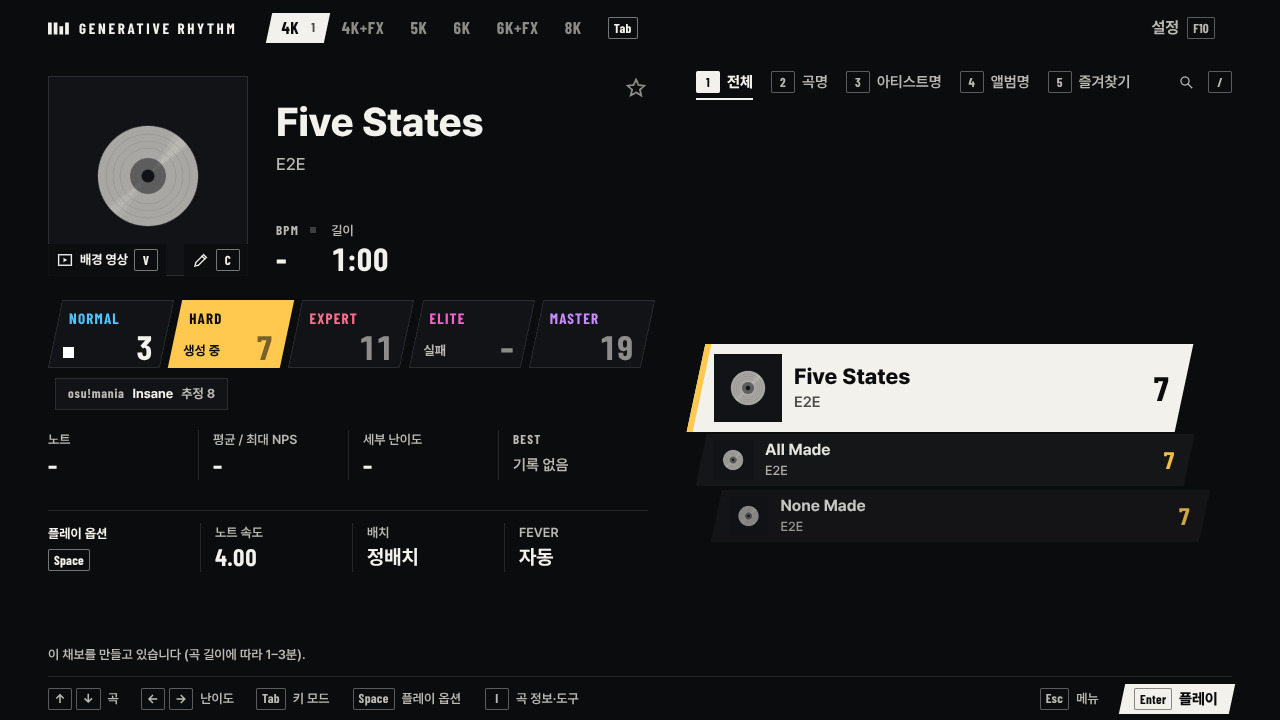 GENERATIVE RHYTHM
4K 1 4K+FX 5K 6K 6K+FX 8K Tab
설정 F10
1 전체 2 곡명 3 아티스트명 4 앨범명 5 즐겨찾기 /
Five States
E2E
BPM 길이
- 1:00
배경 영상 V C
NORMAL 3
HARD 생성 중 7
EXPERT 11
ELITE 실패 -
MASTER 19
osu!mania Insane 추정 8
노트 평균 / 최대 NPS 세부 난이도 BEST
- - - 기록 없음
플레이 옵션 노트 속도 배치 FEVER
Space 4.00 정배치 자동
Five States 7
E2E
All Made 7
E2E
None Made 7
E2E
이 채보를 만들고 있습니다 (곡 길이에 따라 1–3분).
↑ ↓ 곡 ← → 난이도 Tab 키 모드 Space 플레이 옵션 I 곡 정보·도구
Esc 메뉴 Enter 플레이